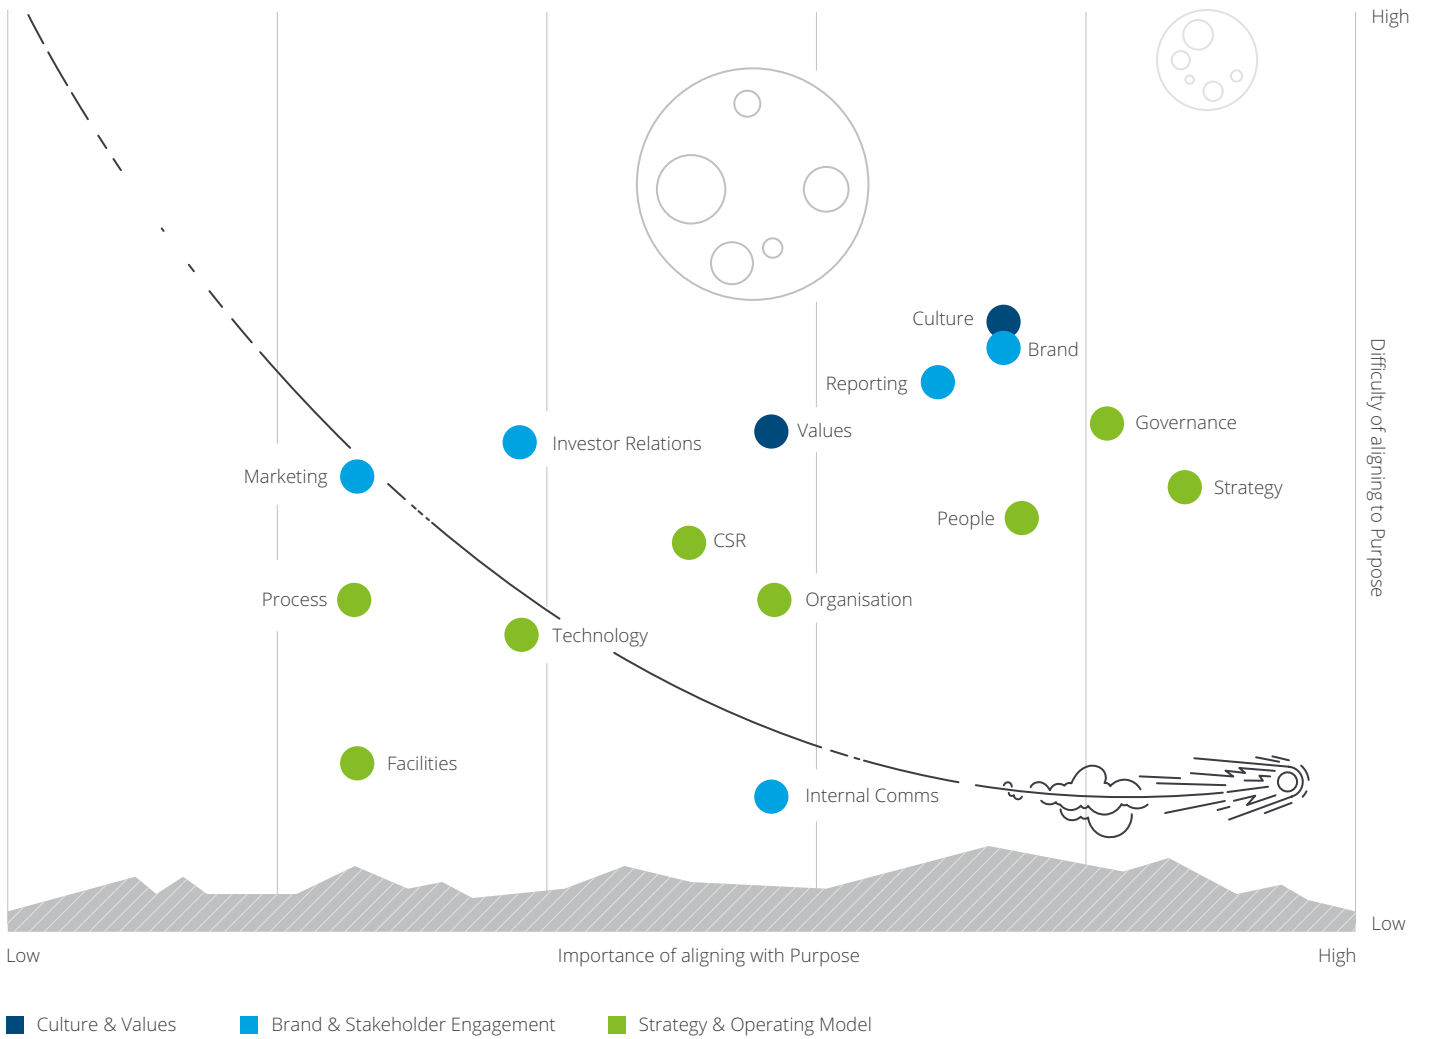 High
Culture
Brand
Reporting
Governance
Values
Investor Relations
Marketing
Strategy
People
CSR
Process
Organisation
Technology
Facilities
Internal Comms
Difficulty of aligning to Purpose
Low
Low
Importance of aligning with Purpose
High
Culture & Values
Brand & Stakeholder Engagement
Strategy & Operating Model